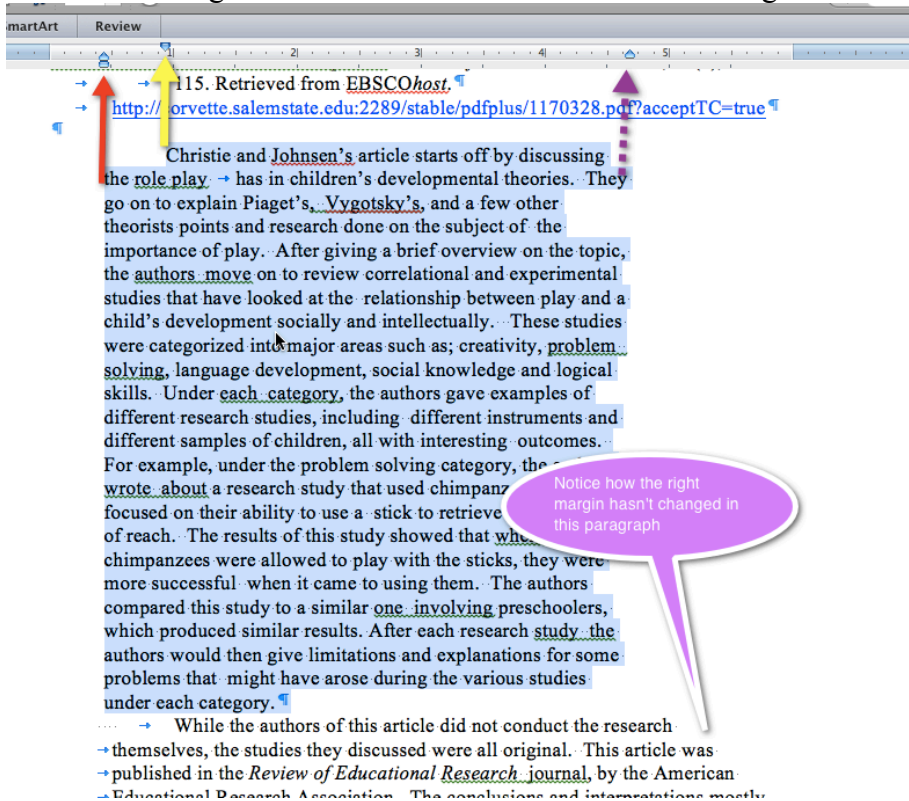 SmartArt Review
1 2 3 4 5
115. Retrieved from EBSCOhost.¶
http://corvette.salemstate.edu:2289/stable/pdfplus/1170328.pdf?acceptTC=true¶
¶
Christie and Johnsen's article starts off by discussing
the role play → has in children's developmental theories. They
go on to explain Piaget's, Vygotsky's, and a few other
theorists points and research done on the subject of the
importance of play. After giving a brief overview on the topic,
the authors move on to review correlational and experimental
studies that have looked at the relationship between play and a
child's development socially and intellectually. These studies
were categorized into major areas such as; creativity, problem
solving, language development, social knowledge and logical
skills. Under each category, the authors gave examples of
different research studies, including different instruments and
different samples of children, all with interesting outcomes.
For example, under the problem solving category, the
wrote about a research study that used
focused on their ability to use a stick to retrieve
of reach. The results of this study showed that
chimpanzees were allowed to play with the sticks, they were
more successful when it came to using them. The authors
compared this study to a similar one involving preschoolers,
which produced similar results. After each research study the
authors would then give limitations and explanations for some
problems that might have arose during the various studies
under each category.¶
Notice how the right
margin hasn't changed in
this paragraph
While the authors of this article did not conduct the research
themselves, the studies they discussed were all original. This article was
published in the Review of Educational Research journal, by the American
Educational Research Association. The conclusions and interpretations mostly